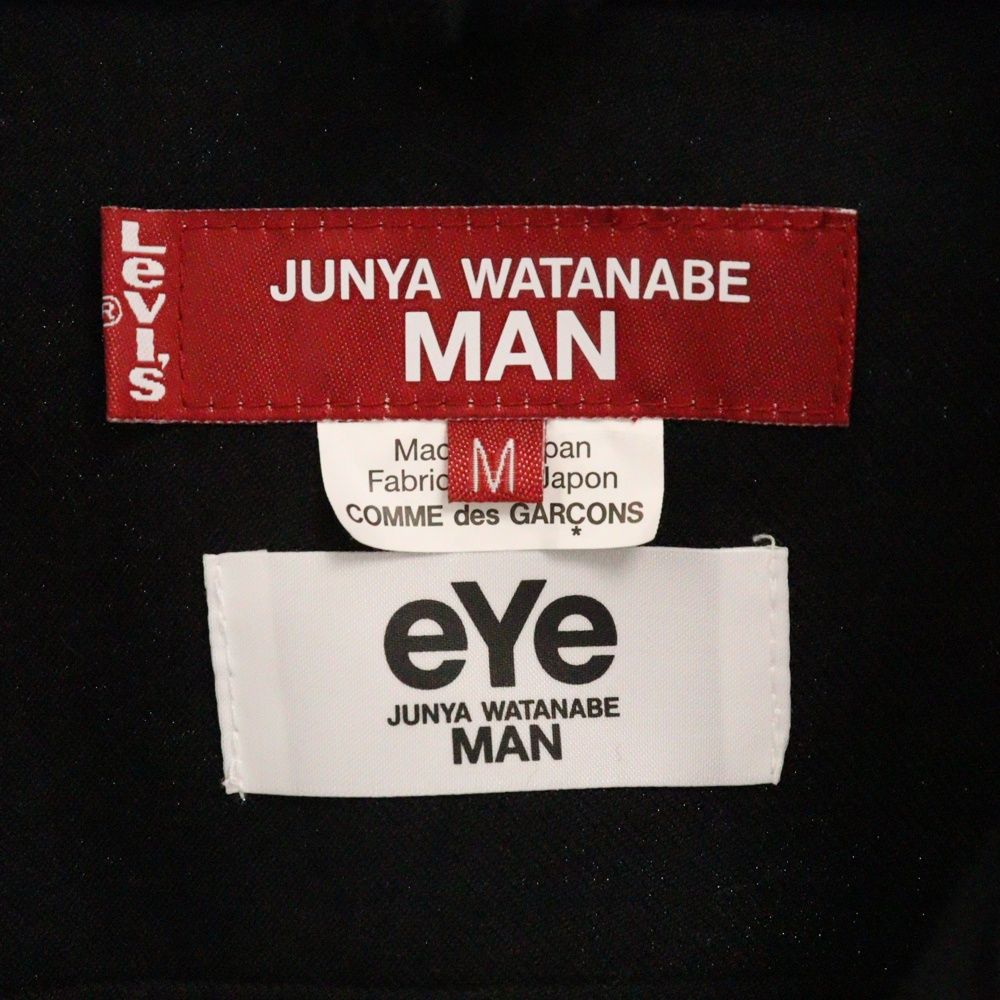 Levi's ®
JUNYA WATANABE
MAN
M
COMME des GARÇONS
*
eYe
JUNYA WATANABE
MAN